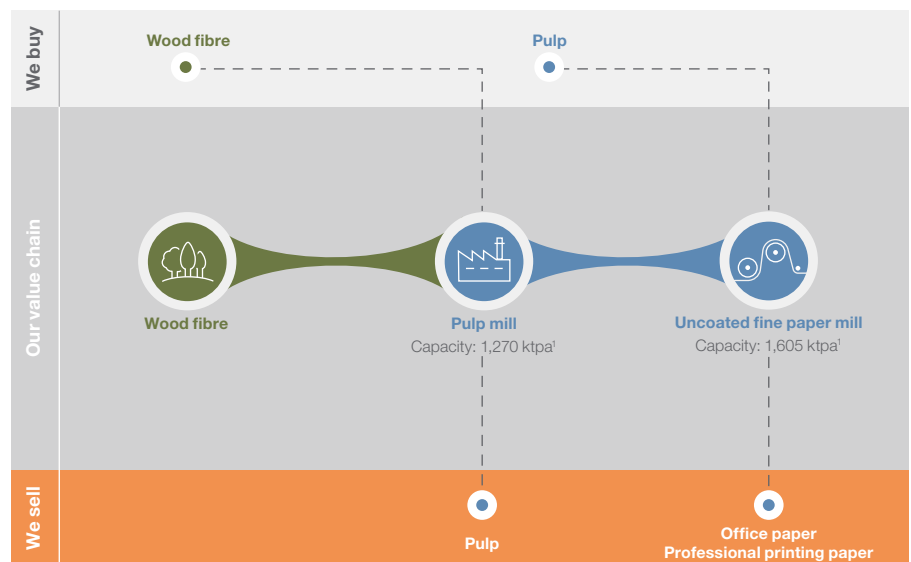 We buy
Wood fibre
Pulp
Our value chain
Wood fibre
Pulp mill
Capacity: 1,270 ktpa¹
Uncoated fine paper mill
Capacity: 1,605 ktpa¹
We sell
Pulp
Office paper
Professional printing paper